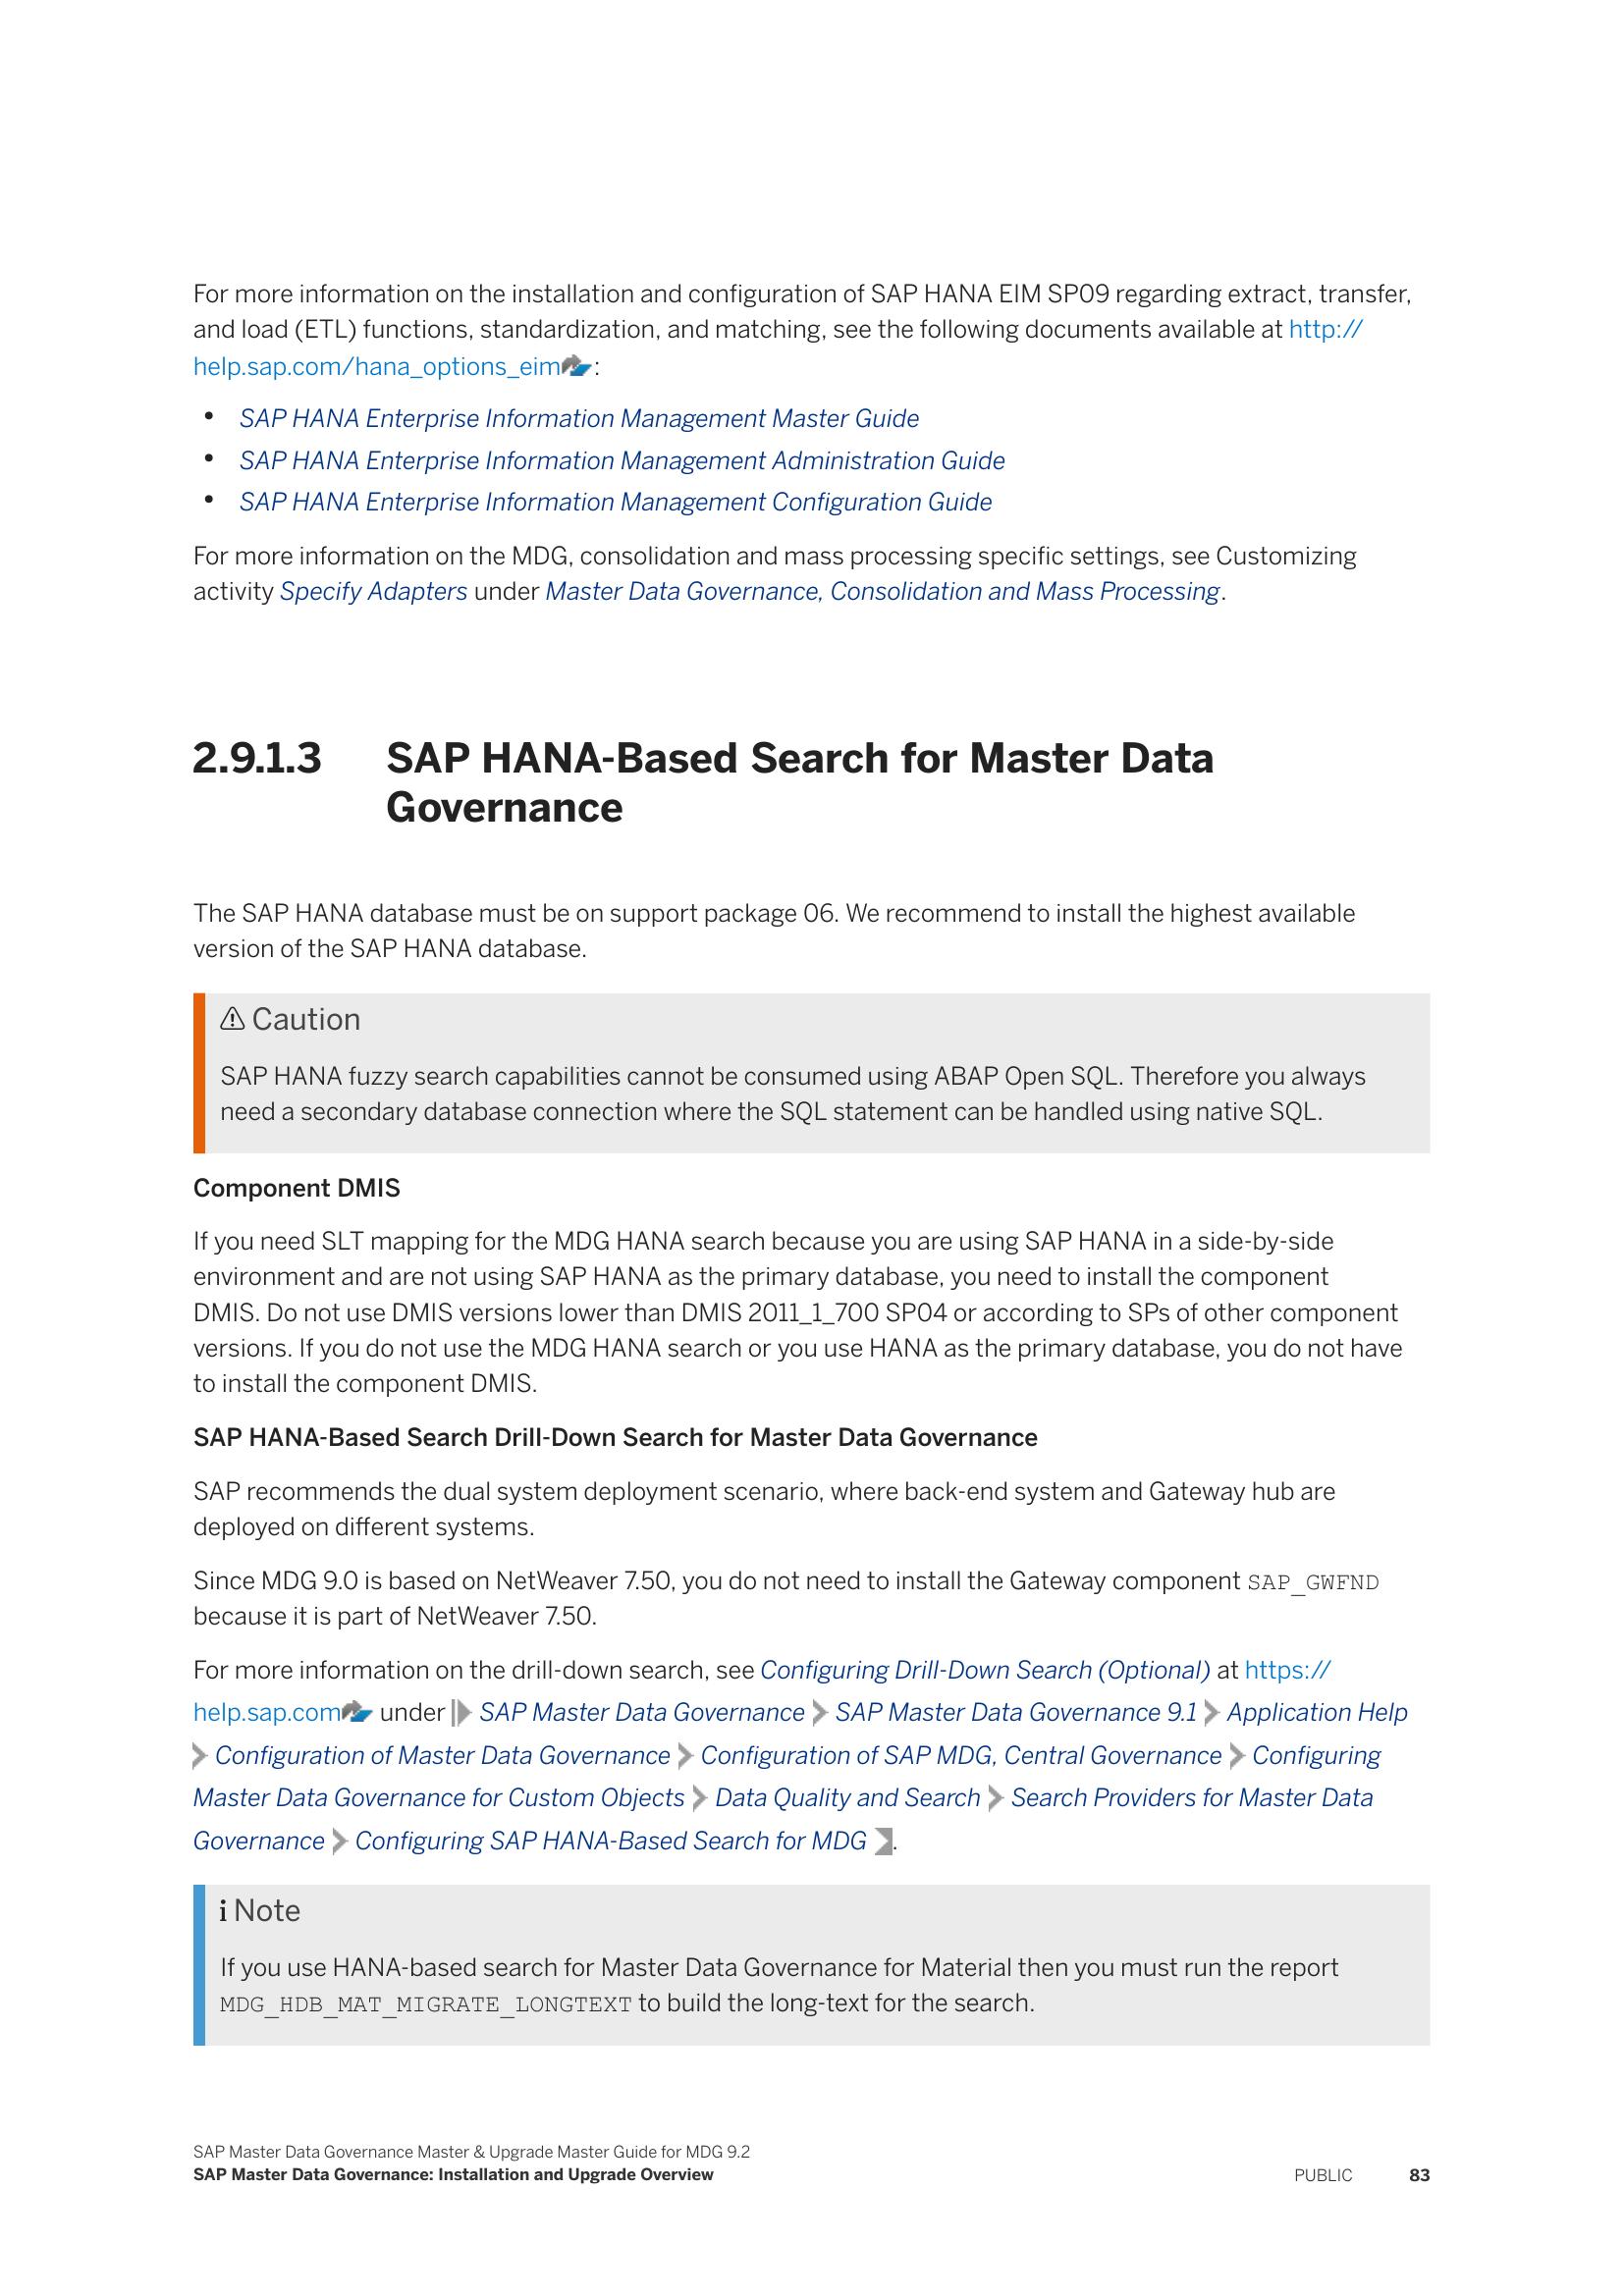 For more information on the installation and configuration of SAP HANA EIM SP09 regarding extract, transfer,
and load (ETL) functions, standardization, and matching, see the following documents available at http://
help.sap.com/hana_options_eim:
• SAP HANA Enterprise Information Management Master Guide
• SAP HANA Enterprise Information Management Administration Guide
• SAP HANA Enterprise Information Management Configuration Guide
For more information on the MDG, consolidation and mass processing specific settings, see Customizing
activity Specify Adapters under Master Data Governance, Consolidation and Mass Processing.
2.9.1.3 SAP HANA-Based Search for Master Data
Governance
The SAP HANA database must be on support package 06. We recommend to install the highest available
version of the SAP HANA database.
Caution
SAP HANA fuzzy search capabilities cannot be consumed using ABAP Open SQL. Therefore you always
need a secondary database connection where the SQL statement can be handled using native SQL.
Component DMIS
If you need SLT mapping for the MDG HANA search because you are using SAP HANA in a side-by-side
environment and are not using SAP HANA as the primary database, you need to install the component
DMIS. Do not use DMIS versions lower than DMIS 2011_1_700 SP04 or according to SPs of other component
versions. If you do not use the MDG HANA search or you use HANA as the primary database, you do not have
to install the component DMIS.
SAP HANA-Based Search Drill-Down Search for Master Data Governance
SAP recommends the dual system deployment scenario, where back-end system and Gateway hub are
deployed on different systems.
Since MDG 9.0 is based on NetWeaver 7.50, you do not need to install the Gateway component SAP_GWFND
because it is part of NetWeaver 7.50.
For more information on the drill-down search, see Configuring Drill-Down Search (Optional) at https://
help.sap.com under SAP Master Data Governance SAP Master Data Governance 9.1 Application Help
Configuration of Master Data Governance Configuration of SAP MDG, Central Governance Configuring
Master Data Governance for Custom Objects Data Quality and Search Search Providers for Master Data
Governance Configuring SAP HANA-Based Search for MDG .
i Note
If you use HANA-based search for Master Data Governance for Material then you must run the report
MDG_HDB_MAT_MIGRATE_LONGTEXT to build the long-text for the search.
SAP Master Data Governance Master & Upgrade Master Guide for MDG 9.2
SAP Master Data Governance: Installation and Upgrade Overview PUBLIC 83